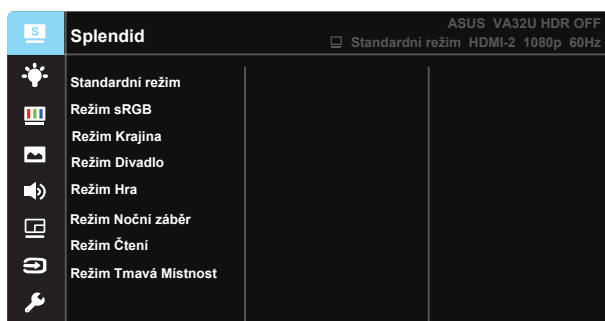 S
Splendid
ASUS VA32U HDR OFF
Standardní režim HDMI-2 1080p 60Hz
Standardní režim
Režim sRGB
Režim Krajina
Režim Divadlo
Režim Hra
Režim Noční záběr
Režim Čtení
Režim Tmavá Místnost